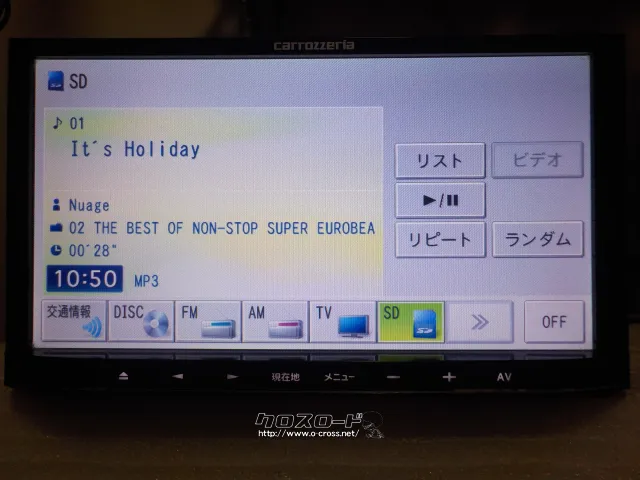 carrozzeria
SD
♪ 01
It´s Holiday
Nuage
02 THE BEST OF NON-STOP SUPER EUROBEA
00´28"
10:50 MP3
リスト ビデオ
▶/❚❚
リピート ランダム
交通情報 DISC FM AM TV SD ≫ OFF
⏏ ◄ ► 現在地 メニュー − + AV
クロスロード
http://www.o-cross.net/